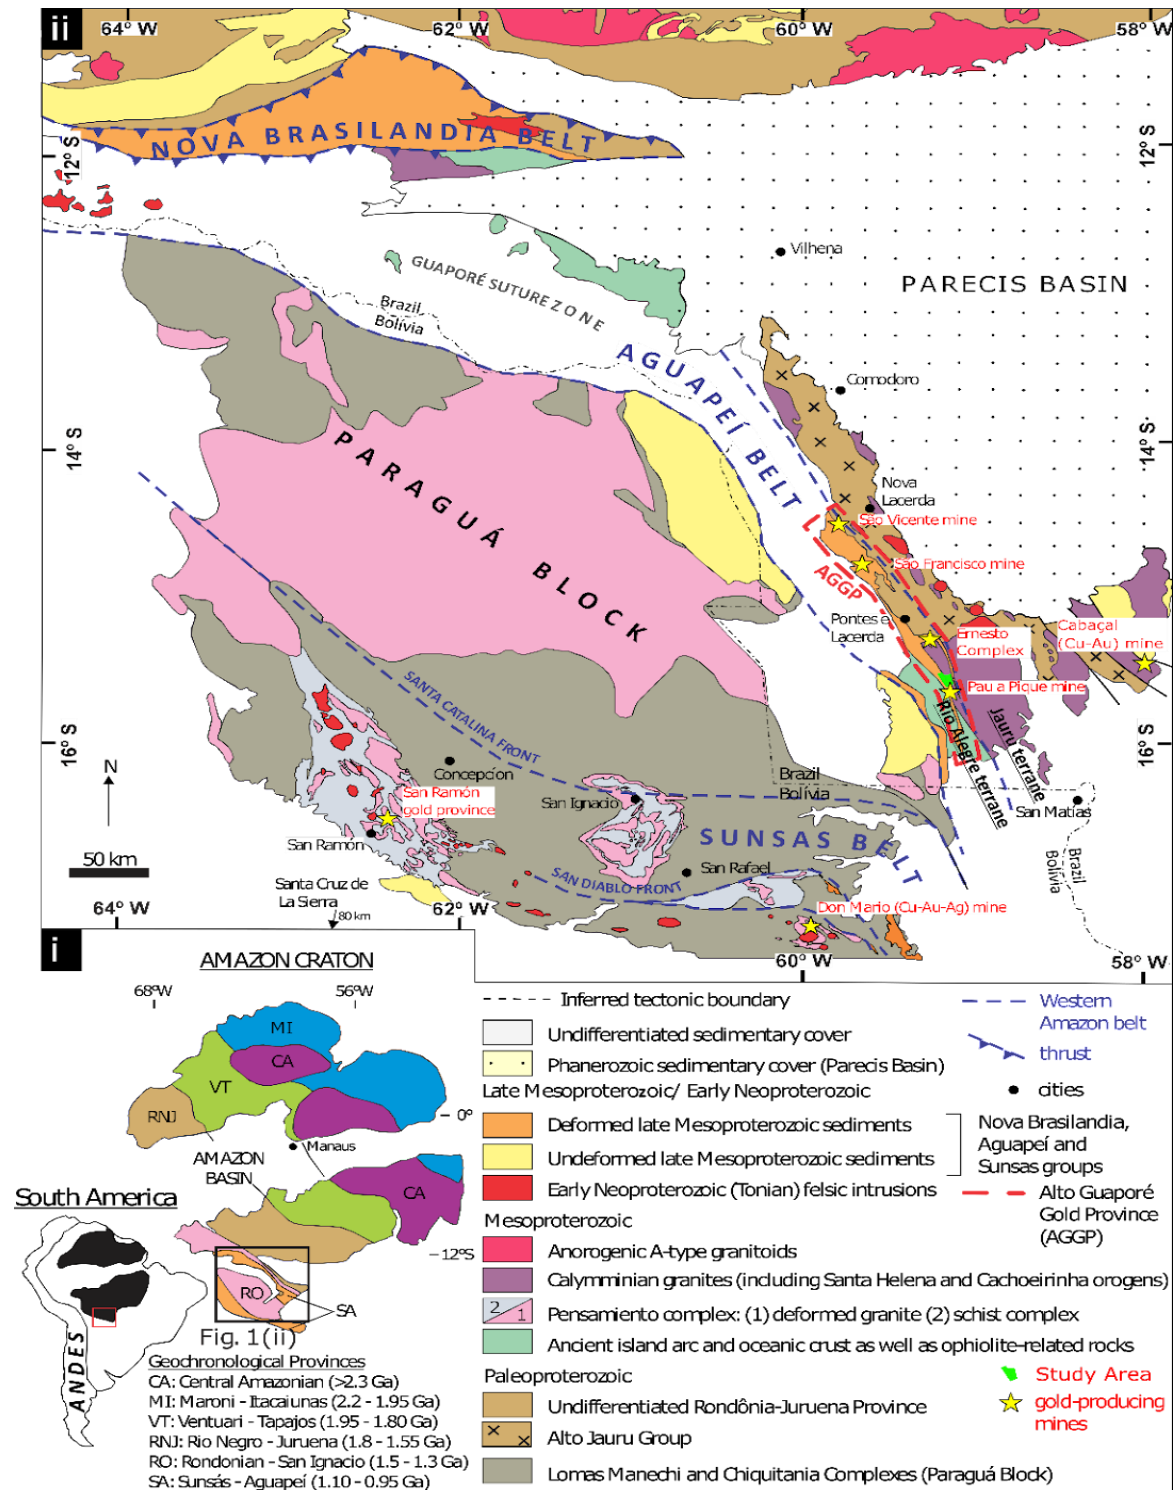 ii
64° W
62° W
60° W
58° W
NOVA BRASILANDIA BELT
12° S
12° S
Vilhena
GUAPORÉ SUTURE ZONE
PARECIS BASIN
Brazil
Bolívia
AGUAPEÍ BELT
Comodoro
14° S
14° S
PARAGUÁ BLOCK
Nova
Lacerda
São Vicente mine
São Francisco mine
AGGP
Pontes e
Lacerda
Ernesto
Complex
Cabaçal
(Cu-Au) mine
Pau a Pique mine
SANTA CATALINA FRONT
Rio Alegre terrane
Jauru terrane
16° S
16° S
N
Concepcíon
Brazil
Bolívia
San Ramón
gold province
San Ignacio
San Matías
San Ramón
SUNSAS BELT
50 km
San Rafael
Brazil
Bolívia
SAN DIABLO FRONT
Santa Cruz de
La Sierra
80 km
Don Mario (Cu-Au-Ag) mine
64° W
62° W
60° W
58° W
i
AMAZON CRATON
68°W
56°W
MI
CA
VT
RNJ
0°
Manaus
AMAZON
BASIN
CA
South America
12°S
RO
SA
ANDES
Fig. 1(ii)
Geochronological Provinces
CA: Central Amazonian (>2.3 Ga)
MI: Maroni - Itacaiunas (2.2 - 1.95 Ga)
VT: Ventuari - Tapajos (1.95 - 1.80 Ga)
RNJ: Rio Negro - Juruena (1.8 - 1.55 Ga)
RO: Rondonian - San Ignacio (1.5 - 1.3 Ga)
SA: Sunsás - Aguapeí (1.10 - 0.95 Ga)
Inferred tectonic boundary
Undifferentiated sedimentary cover
Phanerozoic sedimentary cover (Parecis Basin)
Late Mesoproterozoic/ Early Neoproterozoic
Deformed late Mesoproterozoic sediments
Undeformed late Mesoproterozoic sediments
Early Neoproterozoic (Tonian) felsic intrusions
Mesoproterozoic
Anorogenic A-type granitoids
Calymminian granites (including Santa Helena and Cachoeirinha orogens)
2 1 Pensamiento complex: (1) deformed granite (2) schist complex
Ancient island arc and oceanic crust as well as ophiolite-related rocks
Paleoproterozoic
Undifferentiated Rondônia-Juruena Province
Alto Jauru Group
Lomas Manechi and Chiquitania Complexes (Paraguá Block)
Western
Amazon belt
thrust
cities
Nova Brasilandia,
Aguapeí and
Sunsas groups
Alto Guaporé
Gold Province
(AGGP)
Study Area
gold-producing
mines